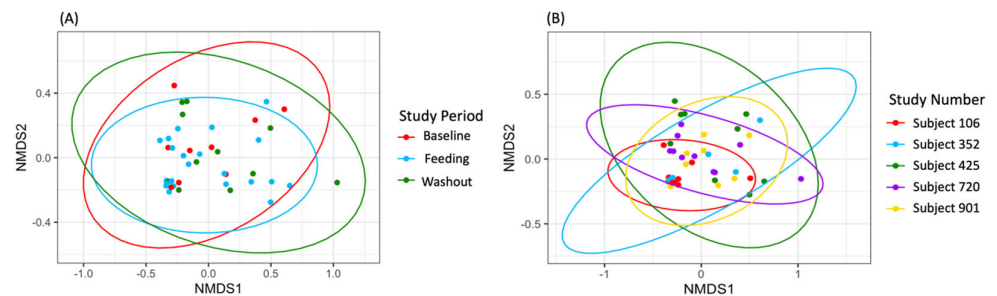 (A)
NMDS2
0.4
0.0
-0.4
-1.0 -0.5 0.0 0.5 1.0
NMDS1
Study Period
Baseline
Feeding
Washout
(B)
NMDS2
0.5
0.0
-0.5
-1 0 1
NMDS1
Study Number
Subject 106
Subject 352
Subject 425
Subject 720
Subject 901